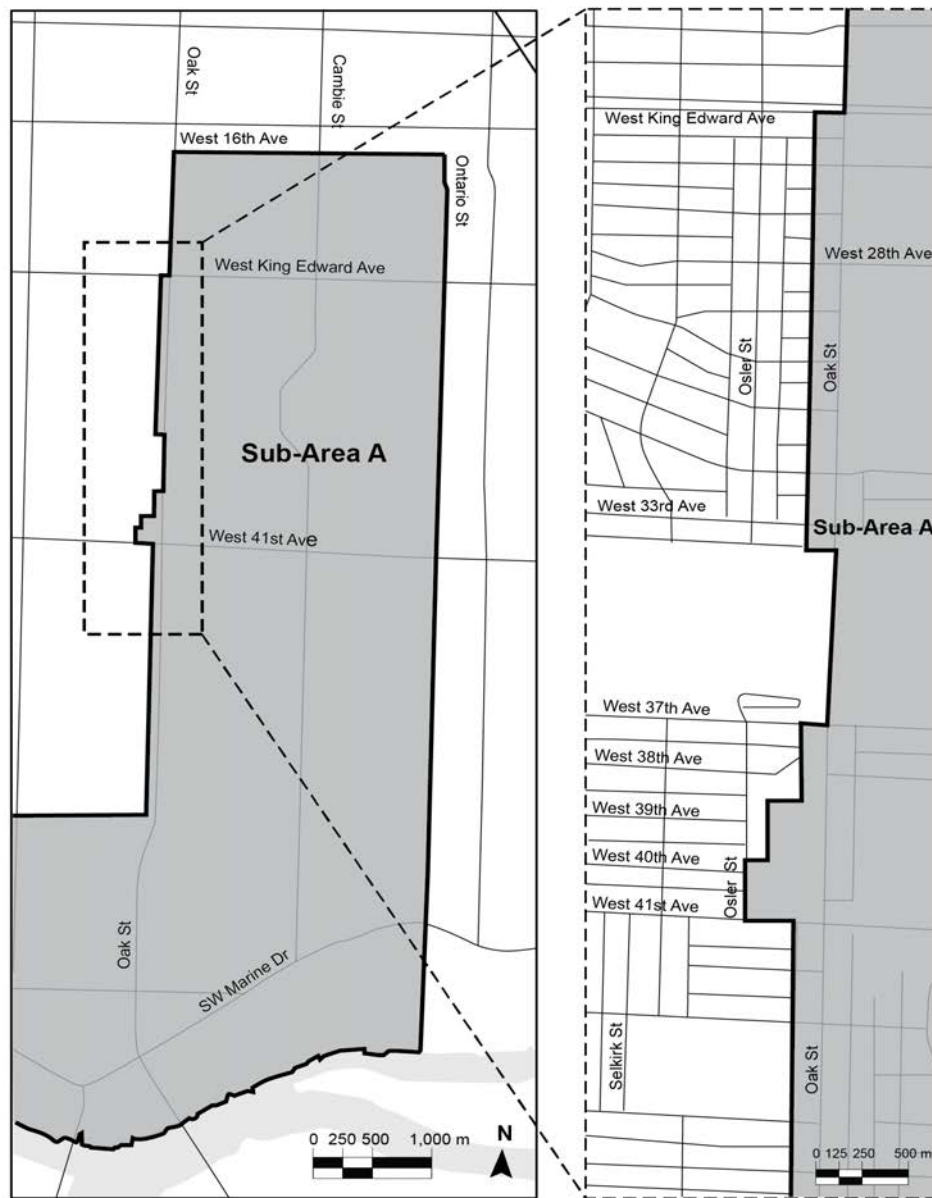 Oak St
Cambie St
West 16th Ave
Ontario St
West King Edward Ave
Sub-Area A
West 41st Ave
Oak St
SW Marine Dr
0 250 500 1,000 m
N
West King Edward Ave
West 28th Ave
Osler St
Oak St
West 33rd Ave
Sub-Area A
West 37th Ave
West 38th Ave
West 39th Ave
West 40th Ave
Osler St
West 41st Ave
Selkirk St
Oak St
0 125 250 500 m